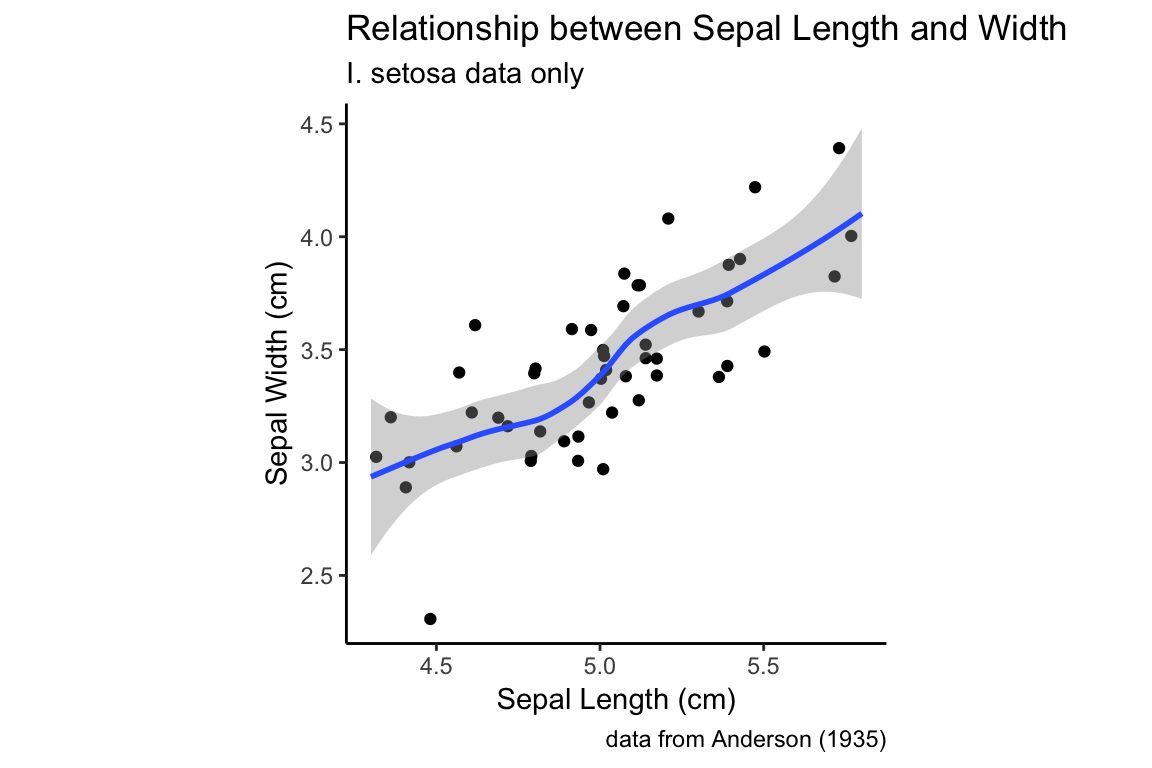 Relationship between Sepal Length and Width
I. setosa data only
4.5
4.0
3.5
3.0
2.5
Sepal Width (cm)
4.5 5.0 5.5
Sepal Length (cm)
data from Anderson (1935)